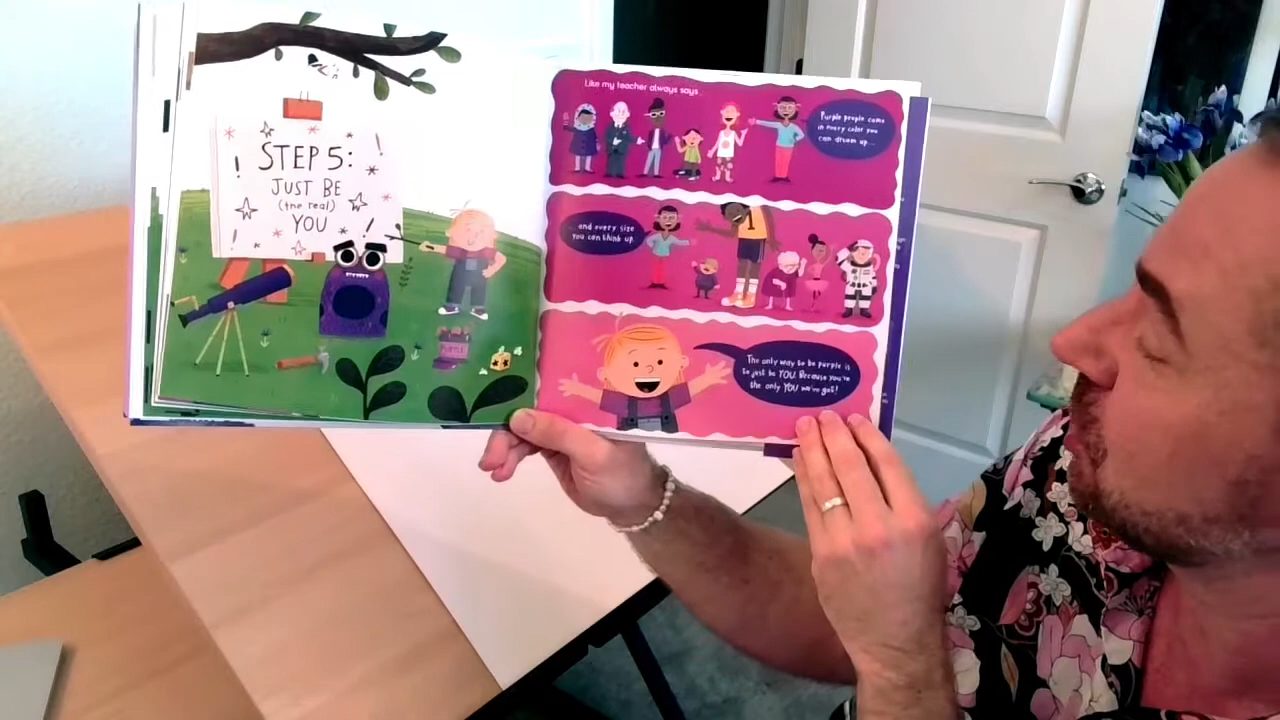 STEP 5:
JUST BE
(the real)
YOU
PURPLE
Like my teacher always says...
Purple people come
in every color you
can dream up...
...and every size
you can think up.
The only way to be purple is
to just be YOU. Because you're
the only YOU we've got!
1